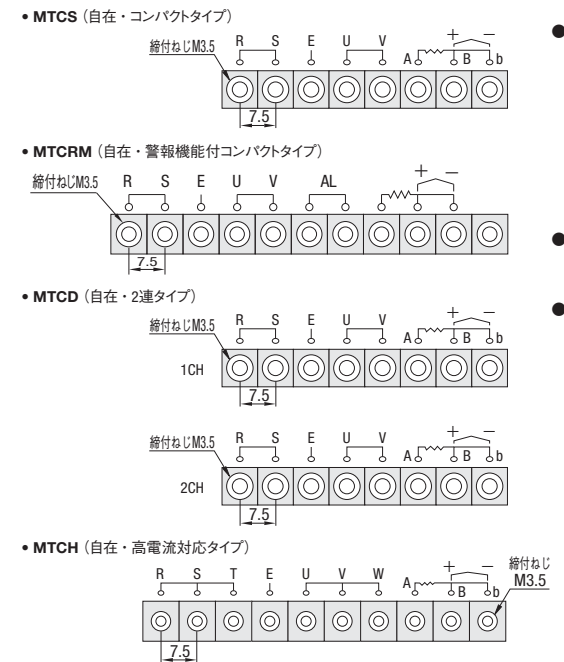 • MTCS（自在・コンパクトタイプ）
締付ねじM3.5 R S E U V A + B − b
7.5
• MTCRM（自在・警報機能付コンパクトタイプ）
締付ねじM3.5 R S E U V AL + −
7.5
• MTCD（自在・2連タイプ）
締付ねじM3.5 R S E U V A + B − b
1CH
7.5
締付ねじM3.5 R S E U V A + B − b
2CH
7.5
• MTCH（自在・高電流対応タイプ）
R S T E U V W A + B − b 締付ねじ
M3.5
7.5